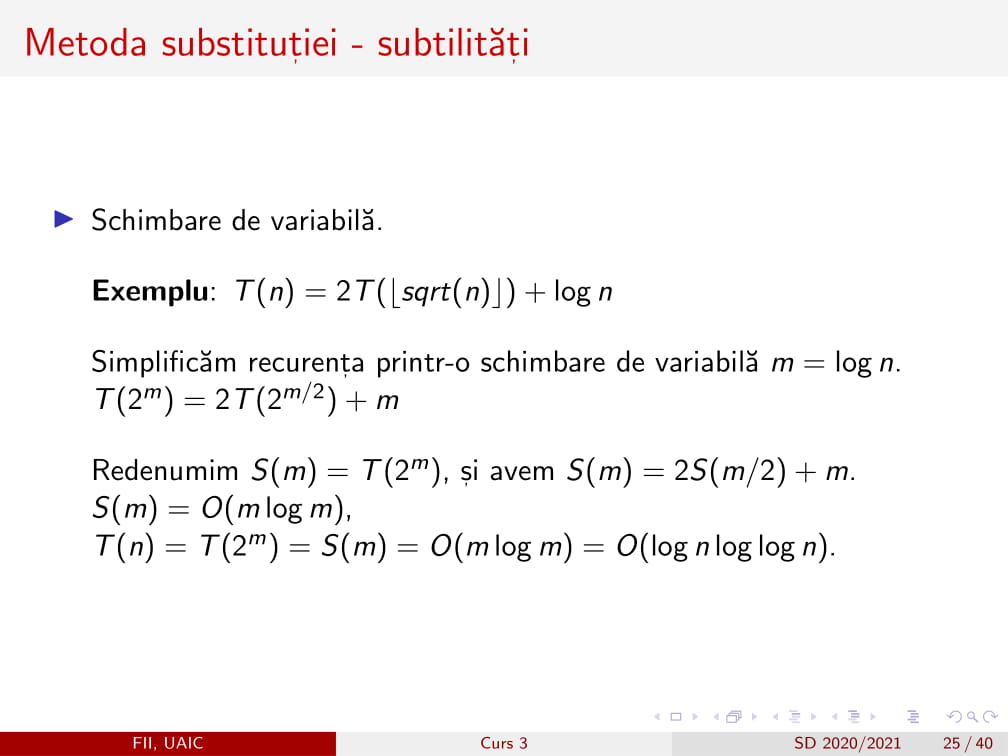 Metoda substituției - subtilități
Schimbare de variabilă.
Exemplu: T(n) = 2T(⌊sqrt(n)⌋) + log n
Simplificăm recurența printr-o schimbare de variabilă m = log n.
T(2^m) = 2T(2^{m/2}) + m
Redenumim S(m) = T(2^m), și avem S(m) = 2S(m/2) + m.
S(m) = O(m log m),
T(n) = T(2^m) = S(m) = O(m log m) = O(log n log log n).
FII, UAIC Curs 3 SD 2020/2021 25 / 40